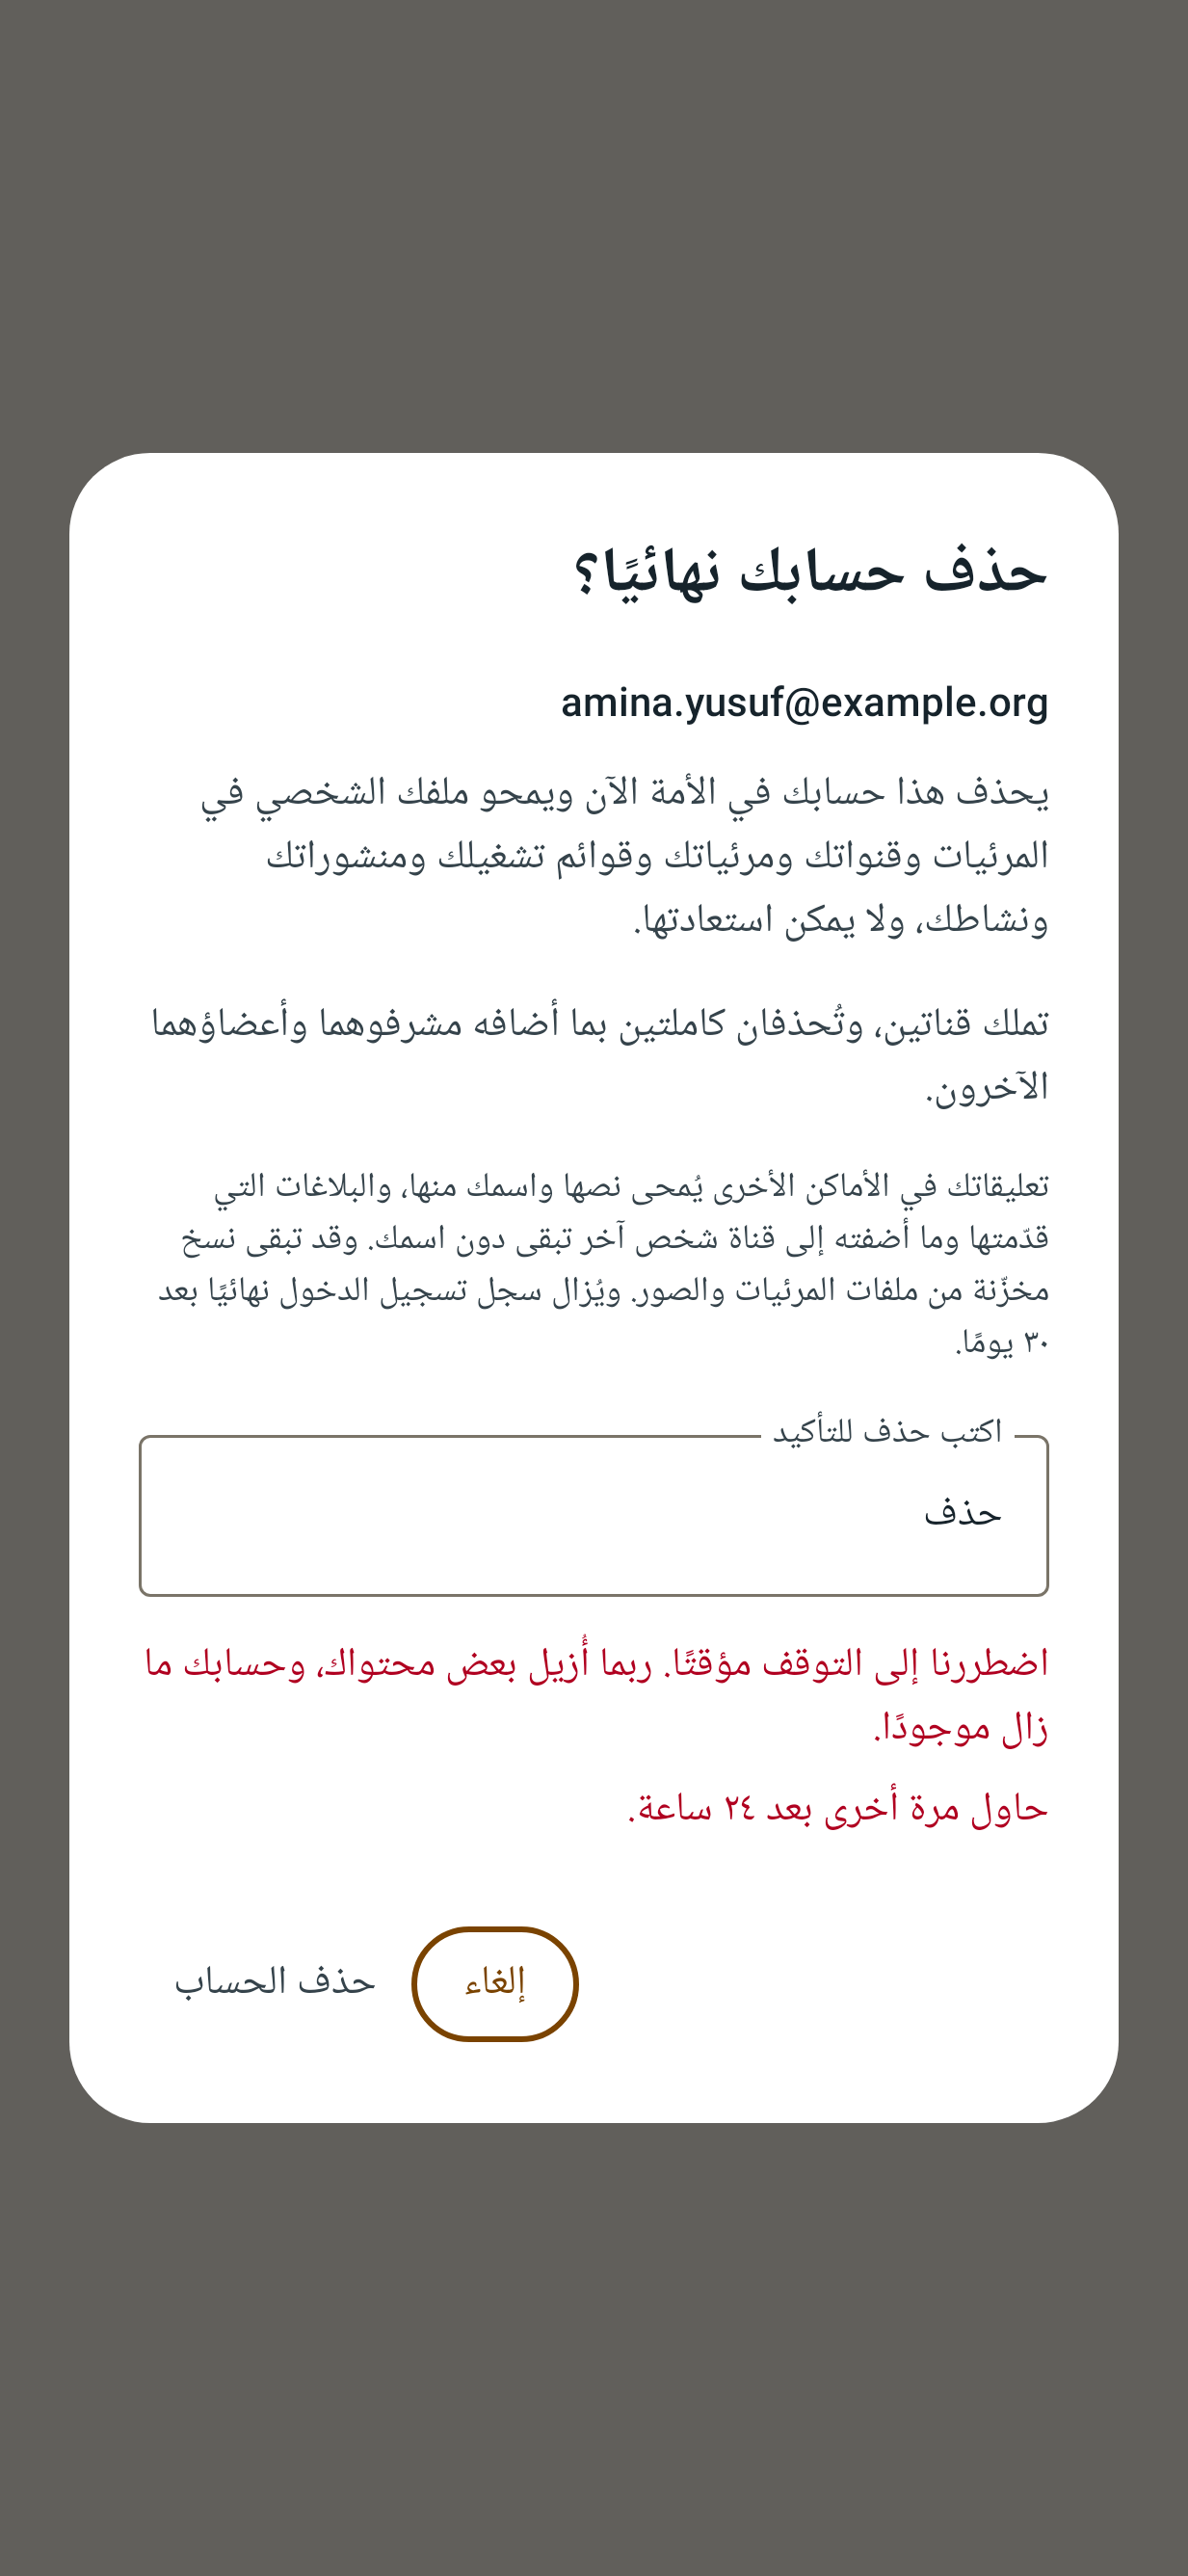 حذف حسابك نهائيًا؟
amina.yusuf@example.org
يحذف هذا حسابك في الأمة الآن ويمحو ملفك الشخصي في
المرئيات وقنواتك ومرئياتك وقوائم تشغيلك ومنشوراتك
ونشاطك، ولا يمكن استعادتها.
تملك قناتين، وتُحذفان كاملتين بما أضافه مشرفوهما وأعضاؤهما
الآخرون.
تعليقاتك في الأماكن الأخرى يُمحى نصها واسمك منها، والبلاغات التي
قدّمتها وما أضفته إلى قناة شخص آخر تبقى دون اسمك. وقد تبقى نسخ
مخزّنة من ملفات المرئيات والصور. ويُزال سجل تسجيل الدخول نهائيًا بعد
٣٠ يومًا.
اكتب حذف للتأكيد
حذف
اضطررنا إلى التوقف مؤقتًا. ربما أُزيل بعض محتواك، وحسابك ما
زال موجودًا.
حاول مرة أخرى بعد ٢٤ ساعة.
إلغاء
حذف الحساب